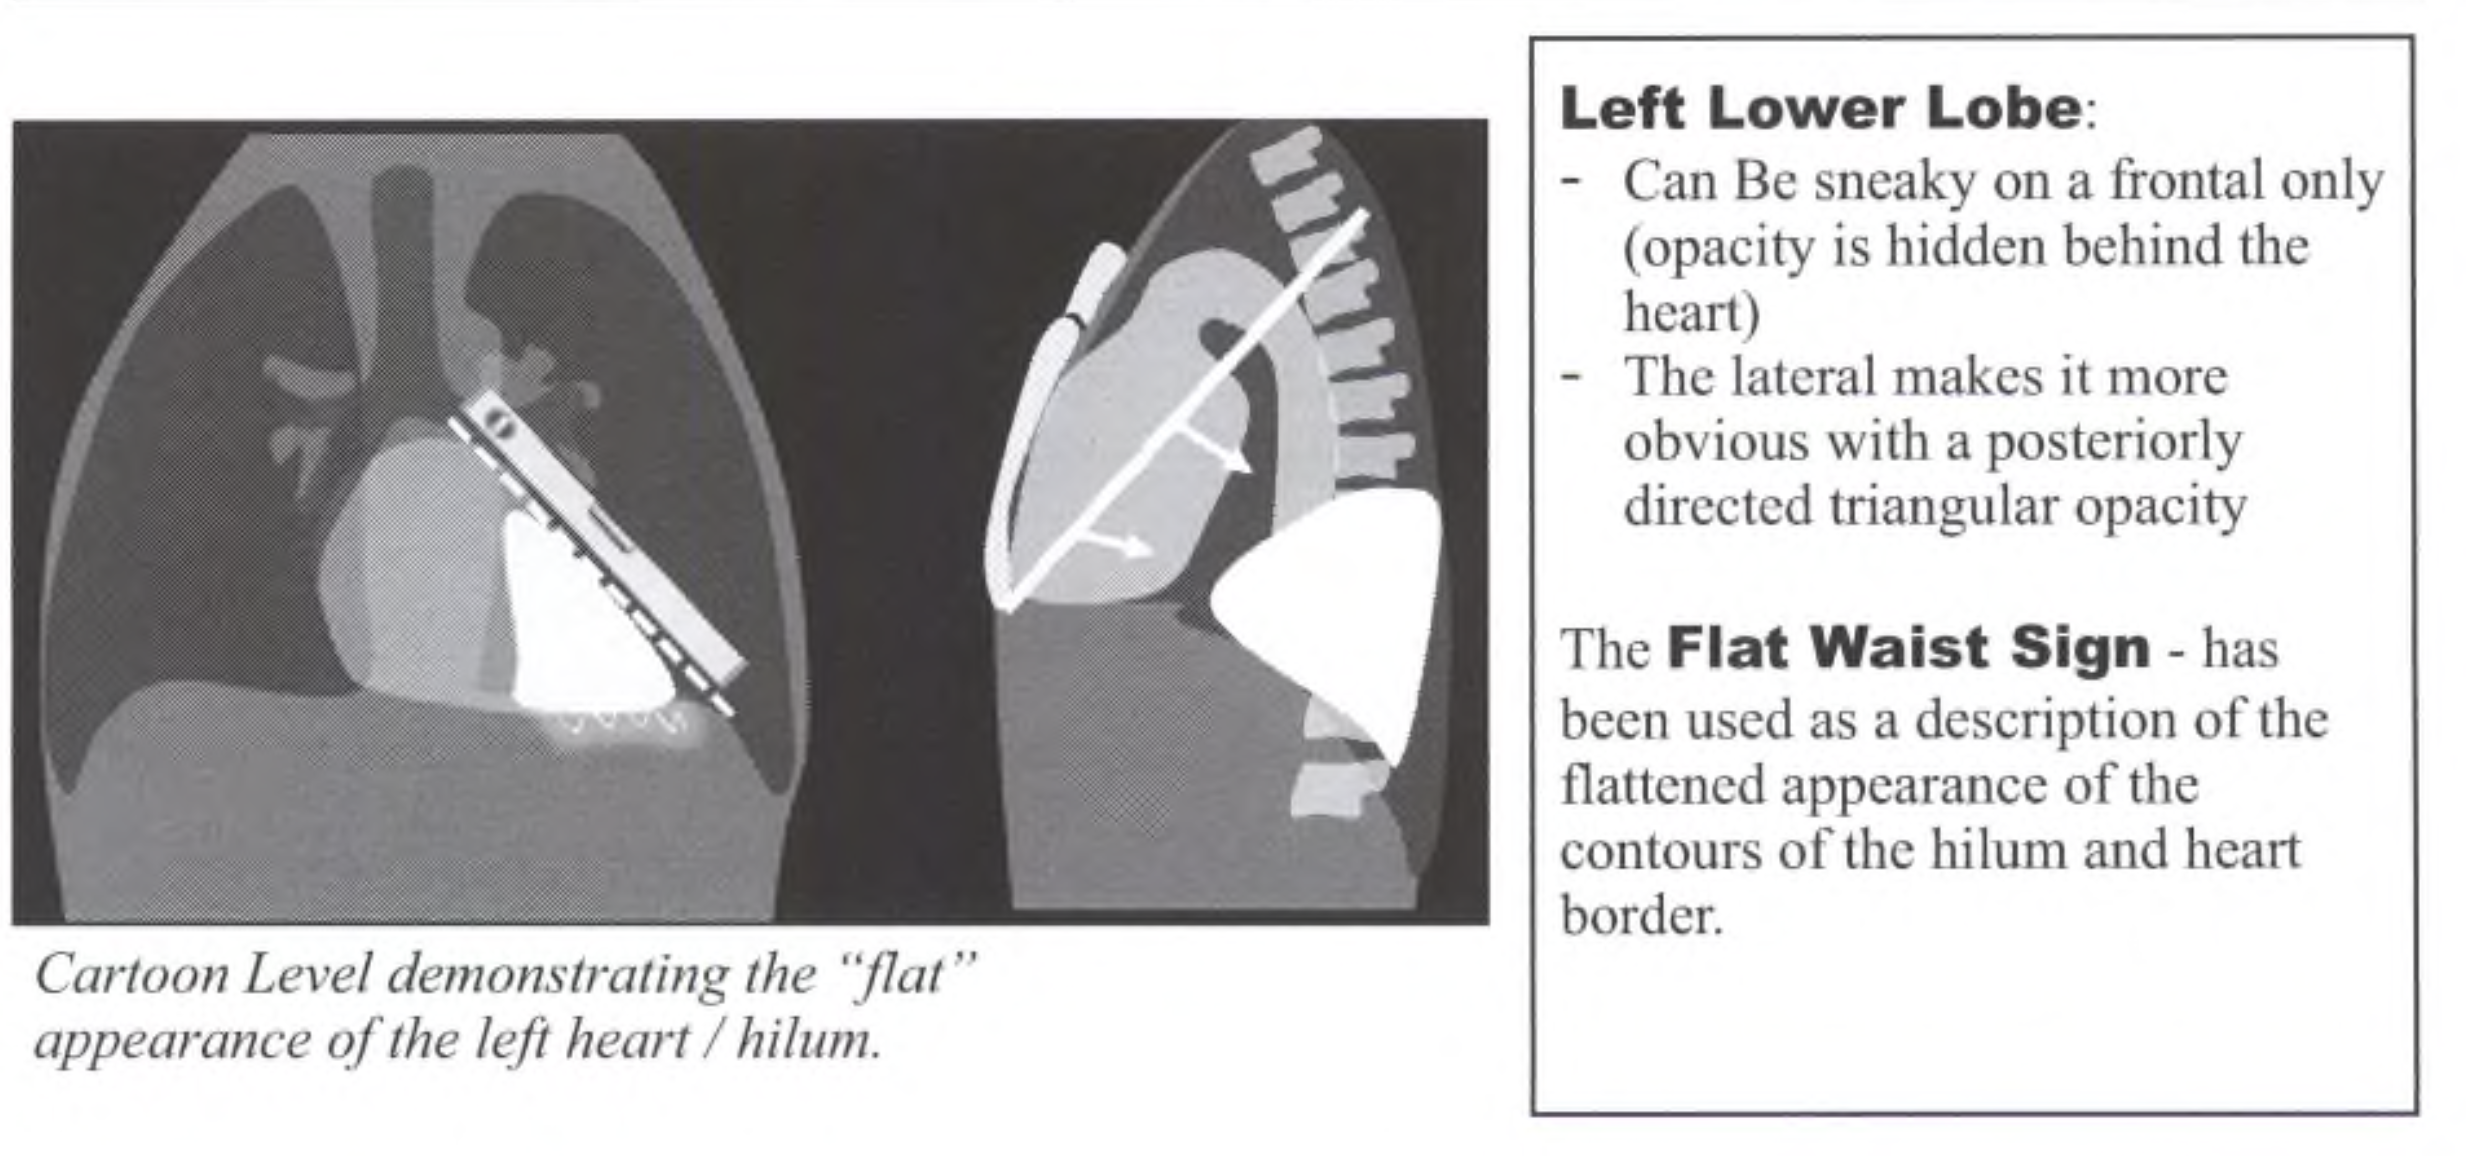 Left Lower Lobe:
- Can Be sneaky on a frontal only
(opacity is hidden behind the
heart)
- The lateral makes it more
obvious with a posteriorly
directed triangular opacity
The Flat Waist Sign - has
been used as a description of the
flattened appearance of the
contours of the hilum and heart
border.
Cartoon Level demonstrating the “flat”
appearance of the left heart / hilum.